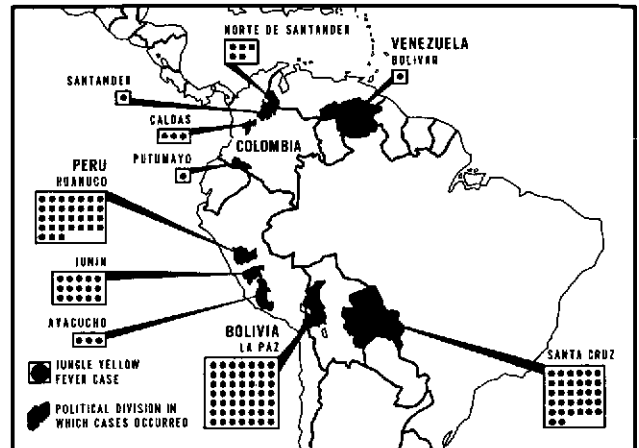 NORTE DE SANTANDER
VENEZUELA
BOLIVAR
SANTANDER
CALDAS
COLOMBIA
PUTUMAYO
PERU
HUANUCO
JUNIN
AYACUCHO
BOLIVIA
LA PAZ
SANTA CRUZ
JUNGLE YELLOW
FEVER CASE
POLITICAL DIVISION IN
WHICH CASES OCCURRED